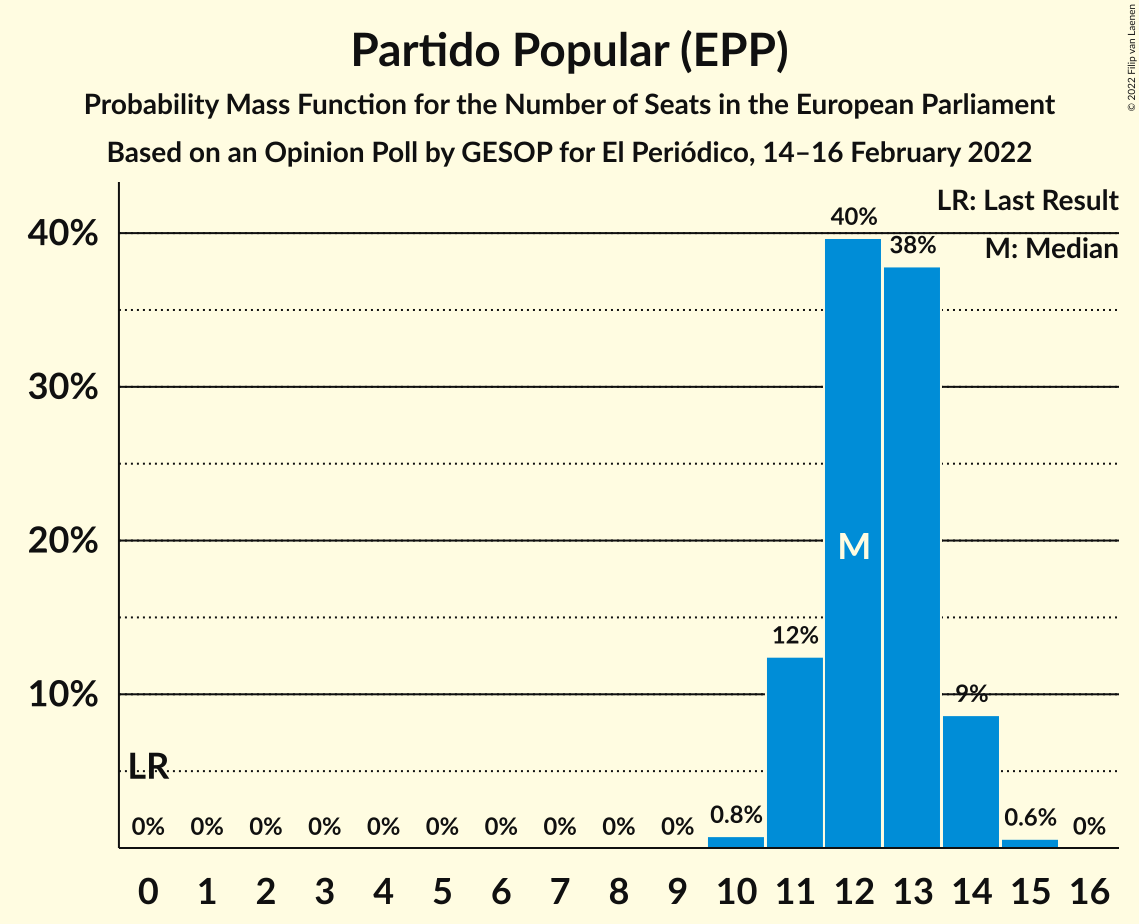 © 2022 Filip van Laenen
Partido Popular (EPP)
Probability Mass Function for the Number of Seats in the European Parliament
Based on an Opinion Poll by GESOP for El Periódico, 14–16 February 2022
LR: Last Result
M: Median
40%
30%
20%
10%
40%
38%
M
12%
9%
LR
0% 0% 0% 0% 0% 0% 0% 0% 0% 0% 0.8% 0.6% 0%
0 1 2 3 4 5 6 7 8 9 10 11 12 13 14 15 16